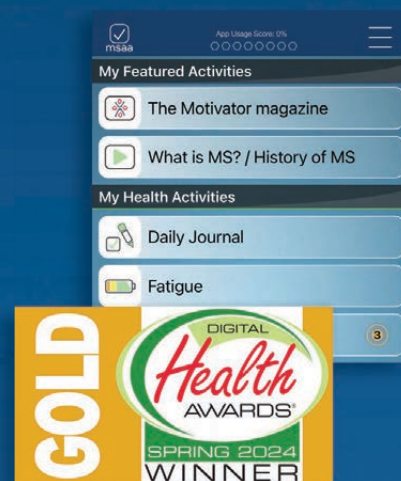 msaa
App Usage Score: 0%
My Featured Activities
The Motivator magazine
What is MS? / History of MS
My Health Activities
Daily Journal
Fatigue
3
GOLD
DIGITAL
Health
AWARDS®
SPRING 2024
WINNER